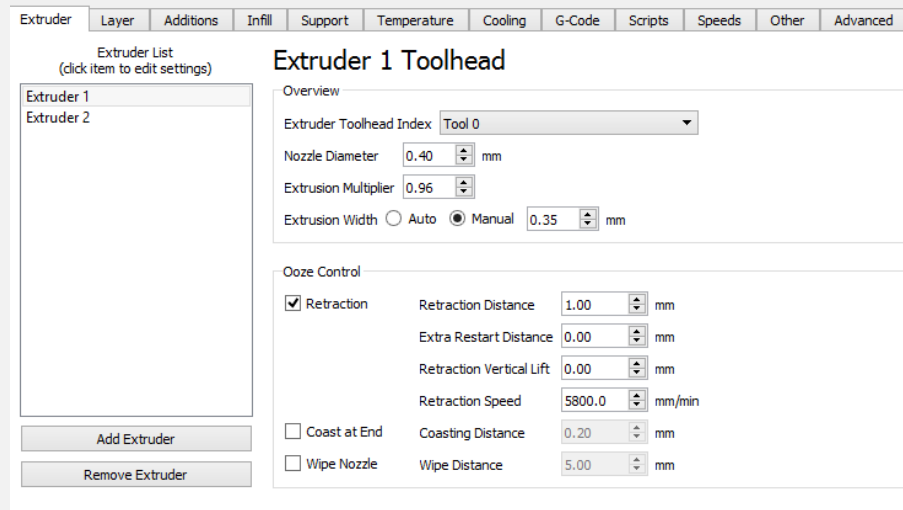 Extruder Layer Additions Infill Support Temperature Cooling G-Code Scripts Speeds Other Advanced
Extruder List
(click item to edit settings)
Extruder 1
Extruder 2
Add Extruder
Remove Extruder
Extruder 1 Toolhead
Overview
Extruder Toolhead Index Tool 0
Nozzle Diameter 0.40 mm
Extrusion Multiplier 0.96
Extrusion Width Auto Manual 0.35 mm
Ooze Control
Retraction Retraction Distance 1.00 mm
Extra Restart Distance 0.00 mm
Retraction Vertical Lift 0.00 mm
Retraction Speed 5800.0 mm/min
Coast at End Coasting Distance 0.20 mm
Wipe Nozzle Wipe Distance 5.00 mm